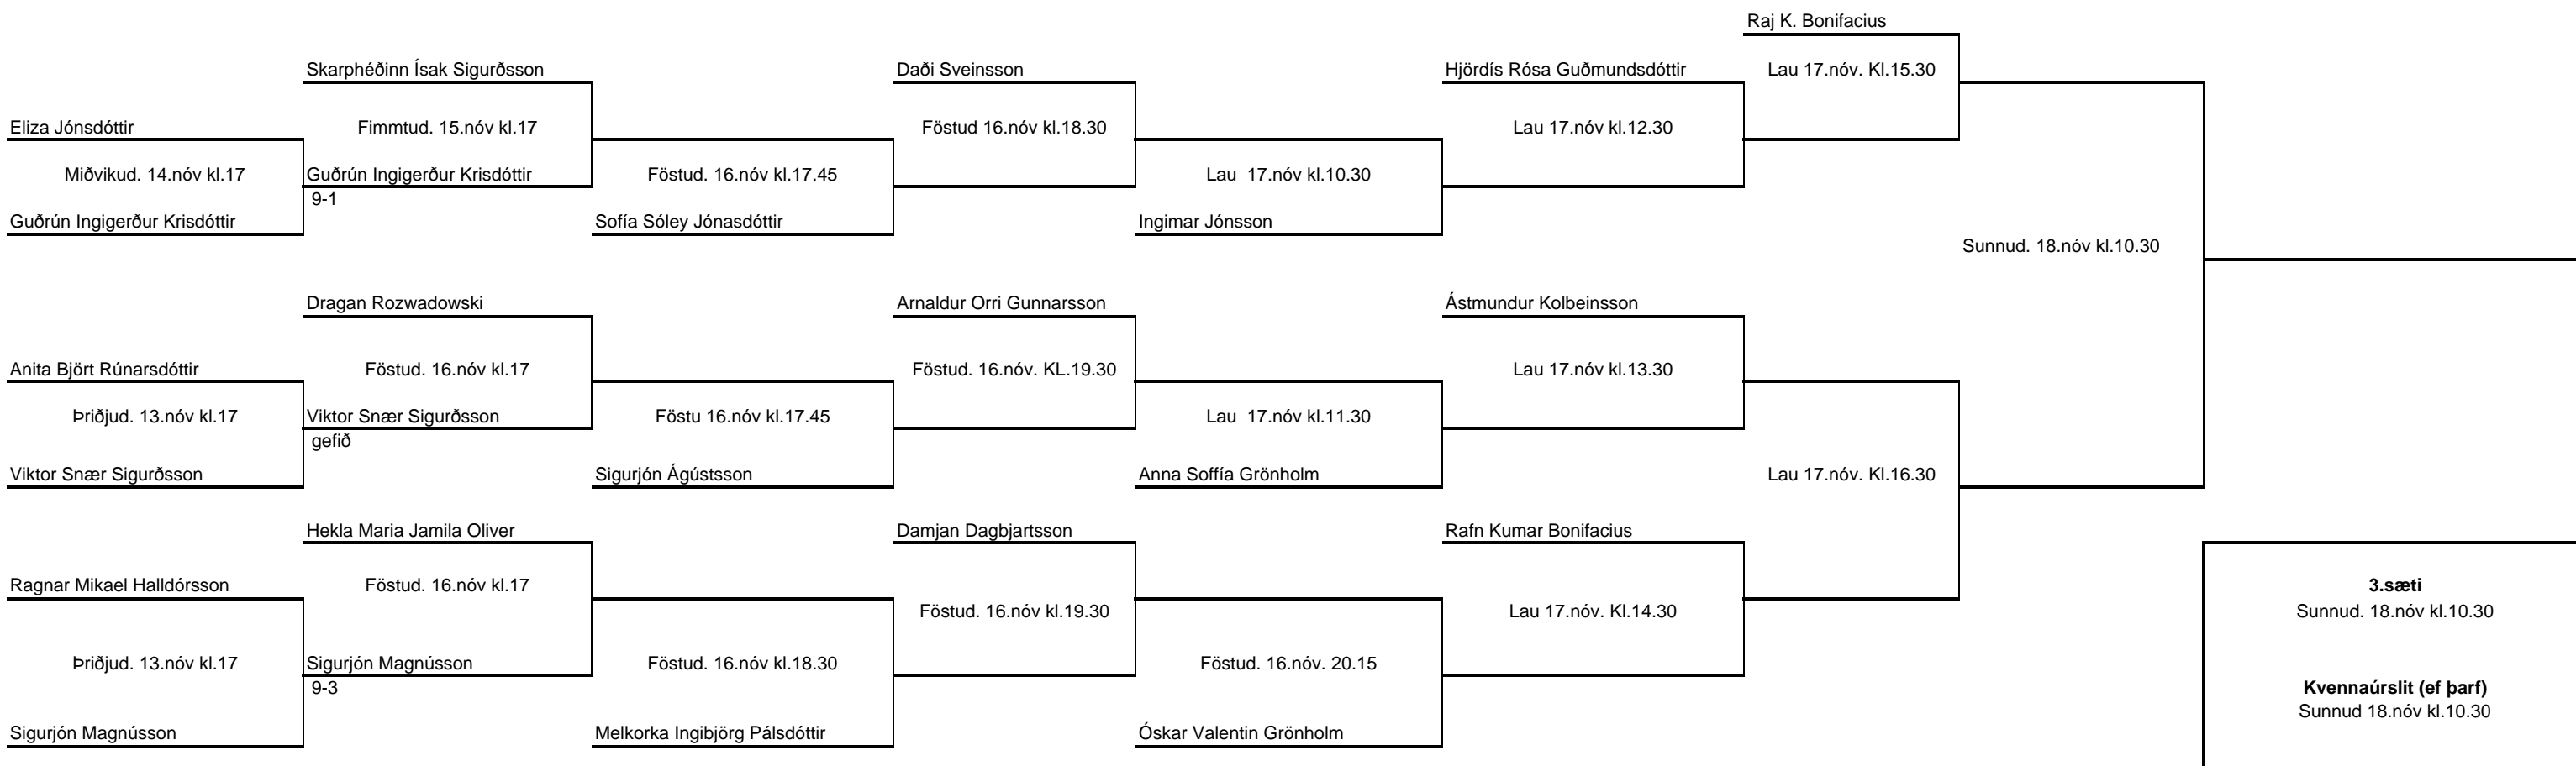 Raj K. Bonifacius
Skarphéðinn Ísak Sigurðsson
Daði Sveinsson
Hjördís Rósa Guðmundsdóttir
Lau 17.nóv. Kl.15.30
Eliza Jónsdóttir
Fimmtud. 15.nóv kl.17
Föstud 16.nóv kl.18.30
Lau 17.nóv kl.12.30
Miðvikud. 14.nóv kl.17
Guðrún Ingigerður Krisdóttir
Föstud. 16.nóv kl.17.45
Lau  17.nóv kl.10.30
9-1
Guðrún Ingigerður Krisdóttir
Sofía Sóley Jónasdóttir
Ingimar Jónsson
Sunnud. 18.nóv kl.10.30
Dragan Rozwadowski
Arnaldur Orri Gunnarsson
Ástmundur Kolbeinsson
Anita Björt Rúnarsdóttir
Föstud. 16.nóv kl.17
Föstud. 16.nóv. KL.19.30
Lau 17.nóv kl.13.30
Þriðjud. 13.nóv kl.17
Viktor Snær Sigurðsson
Föstu 16.nóv kl.17.45
Lau  17.nóv kl.11.30
gefið
Viktor Snær Sigurðsson
Sigurjón Ágústsson
Anna Soffía Grönholm
Lau 17.nóv. Kl.16.30
Hekla Maria Jamila Oliver
Damjan Dagbjartsson
Rafn Kumar Bonifacius
Ragnar Mikael Halldórsson
Föstud. 16.nóv kl.17
3.sæti
Föstud. 16.nóv kl.19.30
Lau 17.nóv. Kl.14.30
Sunnud. 18.nóv kl.10.30
Þriðjud. 13.nóv kl.17
Sigurjón Magnússon
Föstud. 16.nóv kl.18.30
Föstud. 16.nóv. 20.15
9-3
Kvennaúrslit (ef þarf)
Sunnud 18.nóv kl.10.30
Sigurjón Magnússon
Melkorka Ingibjörg Pálsdóttir
Óskar Valentin Grönholm